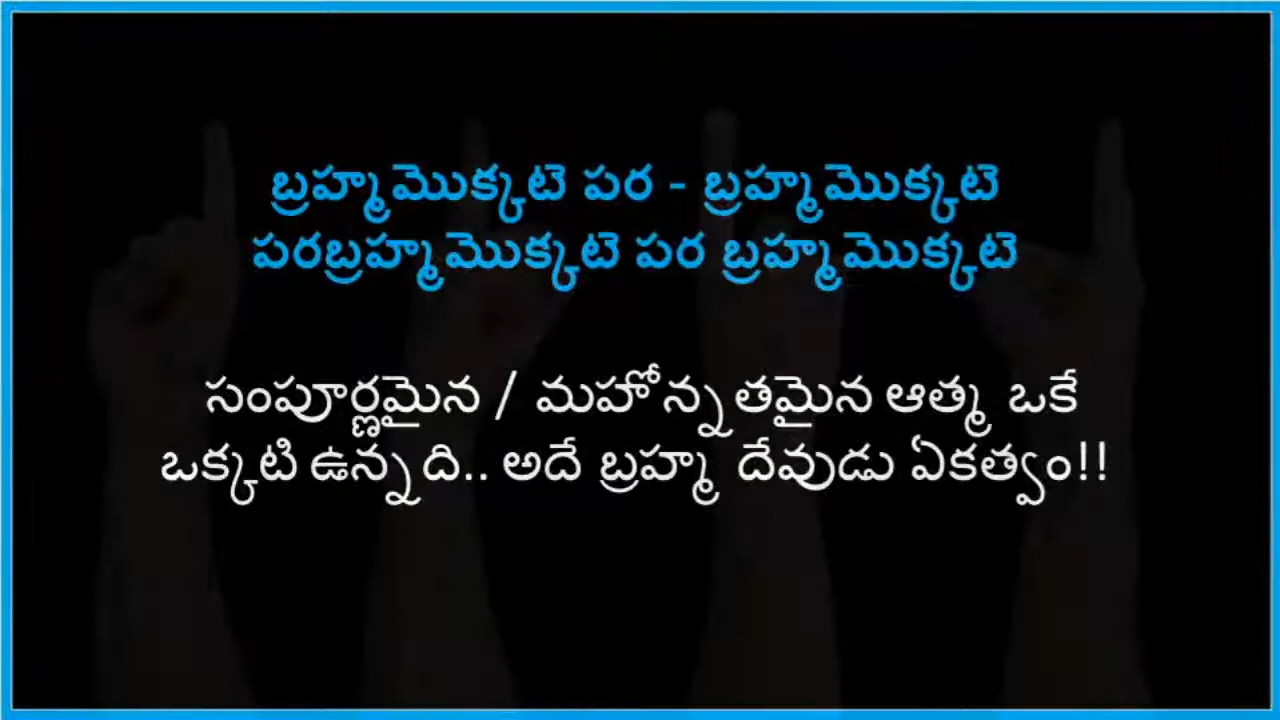 బ్రహ్మమొక్కటె పర - బ్రహ్మమొక్కటె
పరబ్రహ్మమొక్కటె పర బ్రహ్మమొక్కటె
సంపూర్ణమైన / మహోన్నతమైన ఆత్మ ఒకే
ఒక్కటి ఉన్నది.. అదే బ్రహ్మ దేవుడు ఏకత్వం!!